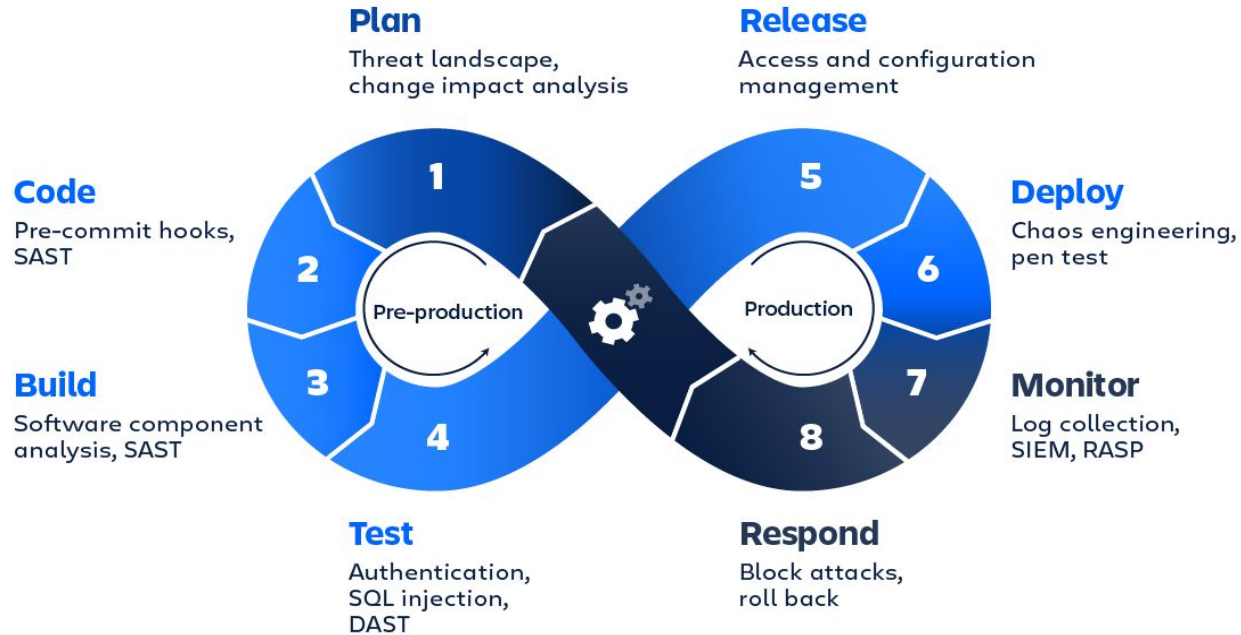 Plan
Threat landscape,
change impact analysis
Release
Access and configuration
management
1
5
Code
Pre-commit hooks,
SAST
Deploy
Chaos engineering,
pen test
2
6
Pre-production
Production
3
7
Build
Software component
analysis, SAST
Monitor
Log collection,
SIEM, RASP
4
8
Test
Authentication,
SQL injection,
DAST
Respond
Block attacks,
roll back